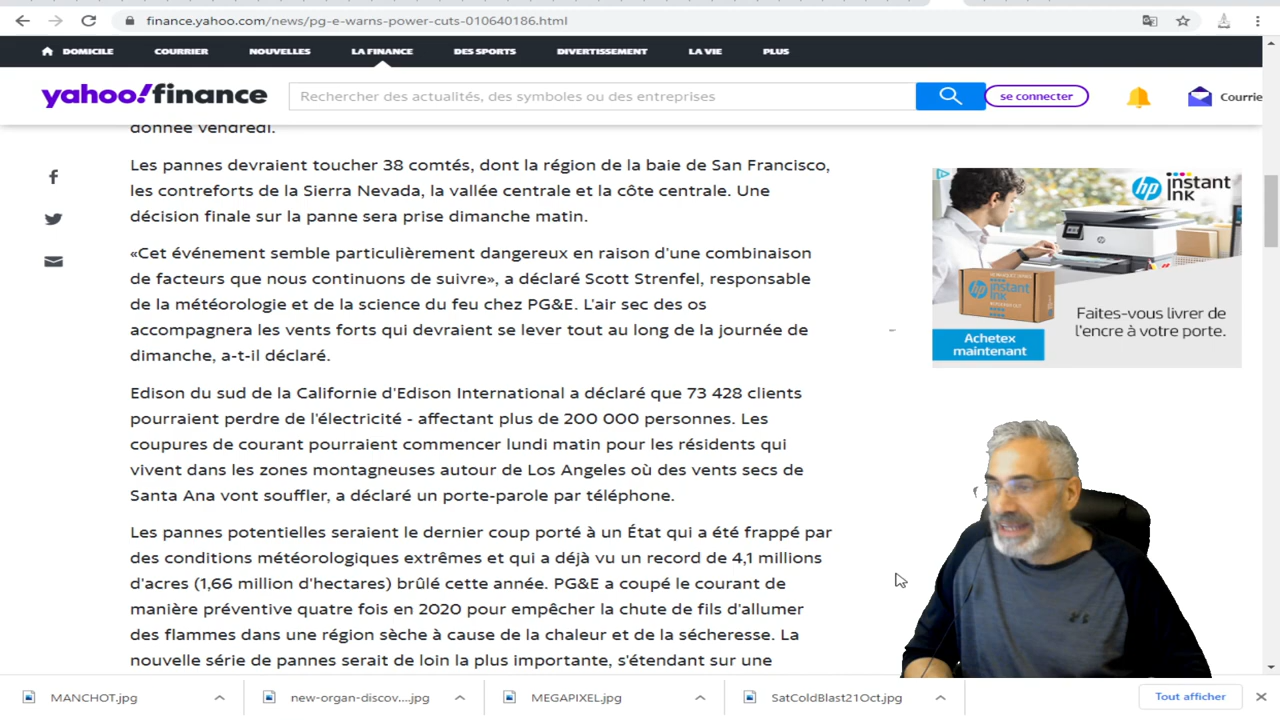 finance.yahoo.com/news/pg-e-warns-power-cuts-010640186.html
DOMICILE COURRIER NOUVELLES LA FINANCE DES SPORTS DIVERTISSEMENT LA VIE PLUS
yahoo!finance
Rechercher des actualités, des symboles ou des entreprises
se connecter
Courrie
donnée vendredi.
Les pannes devraient toucher 38 comtés, dont la région de la baie de San Francisco,
les contreforts de la Sierra Nevada, la vallée centrale et la côte centrale. Une
décision finale sur la panne sera prise dimanche matin.
«Cet événement semble particulièrement dangereux en raison d'une combinaison
de facteurs que nous continuons de suivre», a déclaré Scott Strenfel, responsable
de la météorologie et de la science du feu chez PG&E. L'air sec des os
accompagnera les vents forts qui devraient se lever tout au long de la journée de
dimanche, a-t-il déclaré.
Edison du sud de la Californie d'Edison International a déclaré que 73 428 clients
pourraient perdre de l'électricité - affectant plus de 200 000 personnes. Les
coupures de courant pourraient commencer lundi matin pour les résidents qui
vivent dans les zones montagneuses autour de Los Angeles où des vents secs de
Santa Ana vont souffler, a déclaré un porte-parole par téléphone.
Les pannes potentielles seraient le dernier coup porté à un État qui a été frappé par
des conditions météorologiques extrêmes et qui a déjà vu un record de 4,1 millions
d'acres (1,66 million d'hectares) brûlé cette année. PG&E a coupé le courant de
manière préventive quatre fois en 2020 pour empêcher la chute de fils d'allumer
des flammes dans une région sèche à cause de la chaleur et de la sécheresse. La
nouvelle série de pannes serait de loin la plus importante, s'étendant sur une
hp instant
ink
hp instant
ink
Faites-vous livrer de
l'encre à votre porte.
Achetex
maintenant
MANCHOT.jpg
new-organ-discov....jpg
MEGAPIXEL.jpg
SatColdBlast21Oct.jpg
Tout afficher